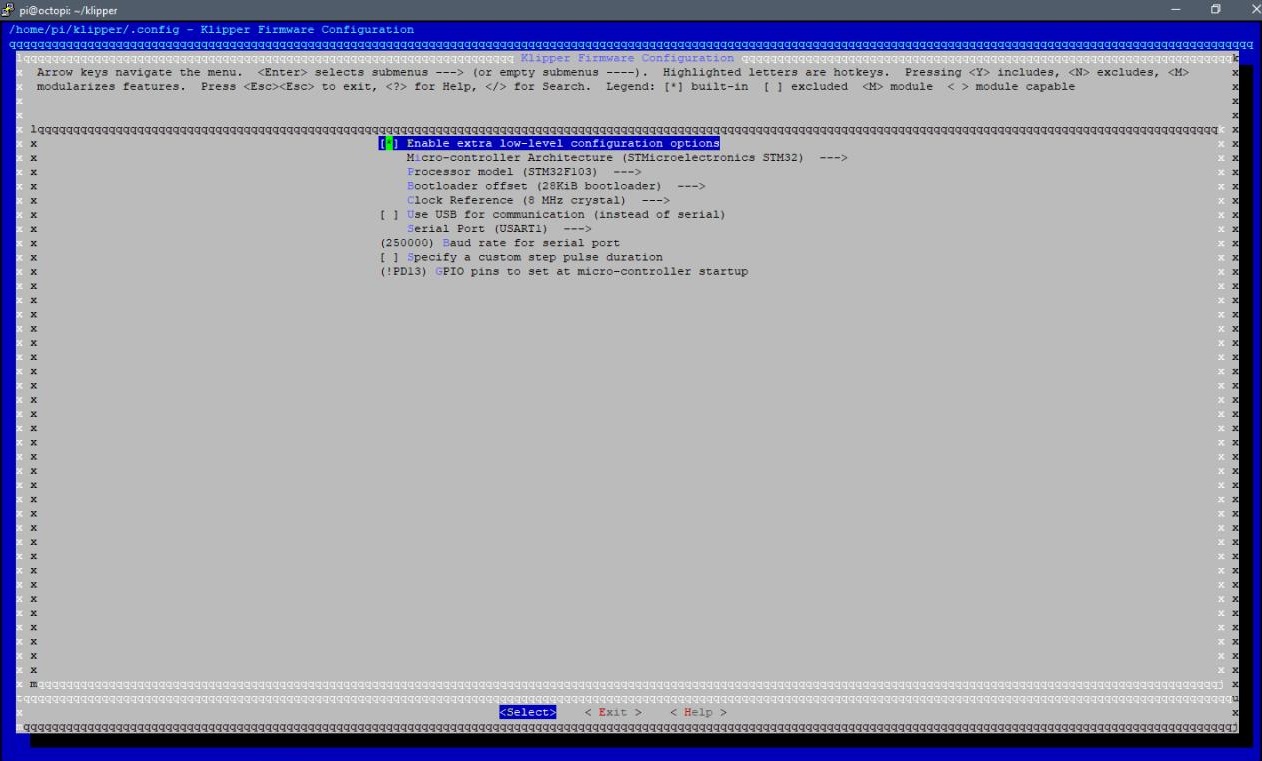 pi@octopi: ~/klipper
/home/pi/klipper/.config - Klipper Firmware Configuration
Klipper Firmware Configuration
Arrow keys navigate the menu.  <Enter> selects submenus ---> (or empty submenus ----).  Highlighted letters are hotkeys.  Pressing <Y> includes, <N> excludes, <M>
modularizes features.  Press <Esc><Esc> to exit, <?> for Help, </> for Search.  Legend: [*] built-in  [ ] excluded  <M> module  < > module capable
[*] Enable extra low-level configuration options
Micro-controller Architecture (STMicroelectronics STM32)  --->
Processor model (STM32F103)  --->
Bootloader offset (28KiB bootloader)  --->
Clock Reference (8 MHz crystal)  --->
[ ] Use USB for communication (instead of serial)
Serial Port (USART1)  --->
(250000) Baud rate for serial port
[ ] Specify a custom step pulse duration
(!PD13) GPIO pins to set at micro-controller startup
<Select>    < Exit >    < Help >